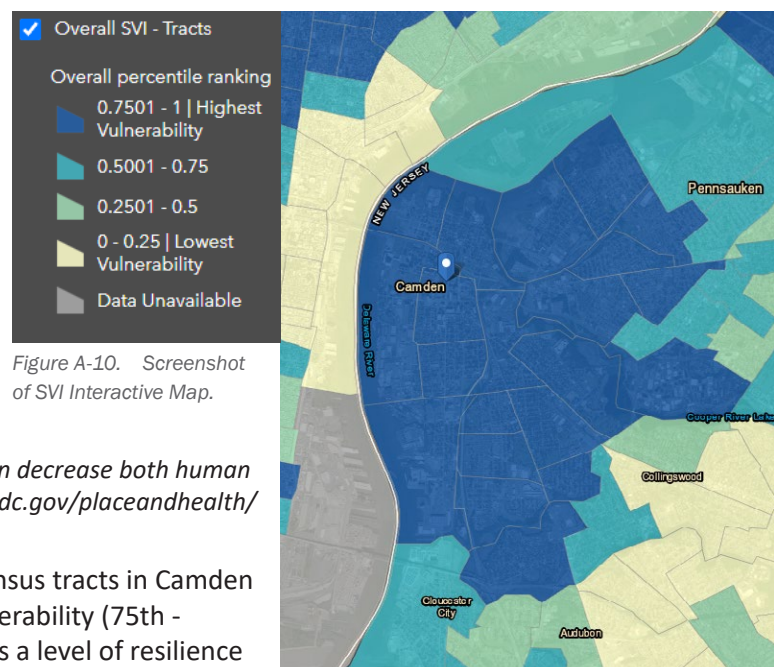 Overall SVI - Tracts
Overall percentile ranking
0.7501 - 1 | Highest
Vulnerability
0.5001 - 0.75
0.2501 - 0.5
0 - 0.25 | Lowest
Vulnerability
Data Unavailable
Figure A-10. Screenshot
of SVI Interactive Map.
n decrease both human
dc.gov/placeandhealth/
nsus tracts in Camden
nerability (75th -
s a level of resilience
NEW JERSEY
Pennsauken
Camden
Delaware River
Cooper River Lake
Collingswood
Gloucester
City
Audubon